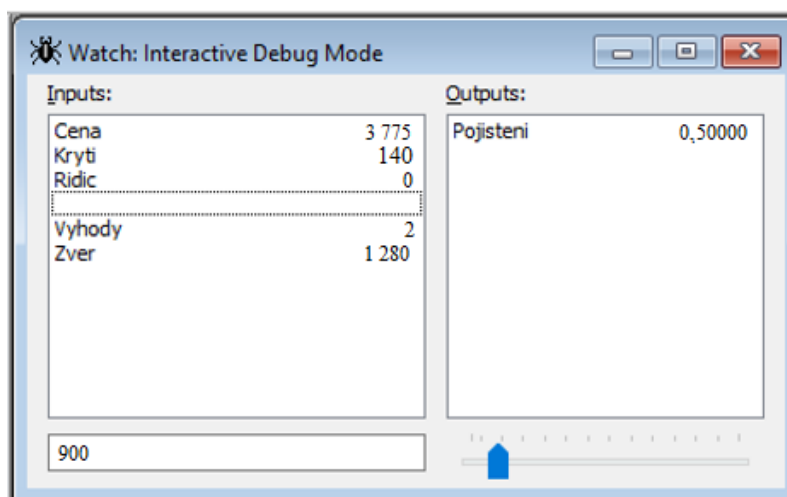 Watch: Interactive Debug Mode
Inputs:
Cena 3 775
Kryti 140
Ridic 0
Vyhody 2
Zver 1 280
900
Outputs:
Pojisteni 0,50000